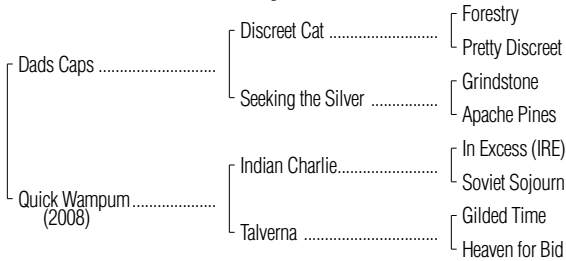 Forestry
Discreet Cat ......................
Pretty Discreet
Dads Caps ........................
Grindstone
Seeking the Silver ..............
Apache Pines
In Excess (IRE)
Indian Charlie.....................
Soviet Sojourn
Quick Wampum .................
(2008)
Gilded Time
Talverna ............................
Heaven for Bid